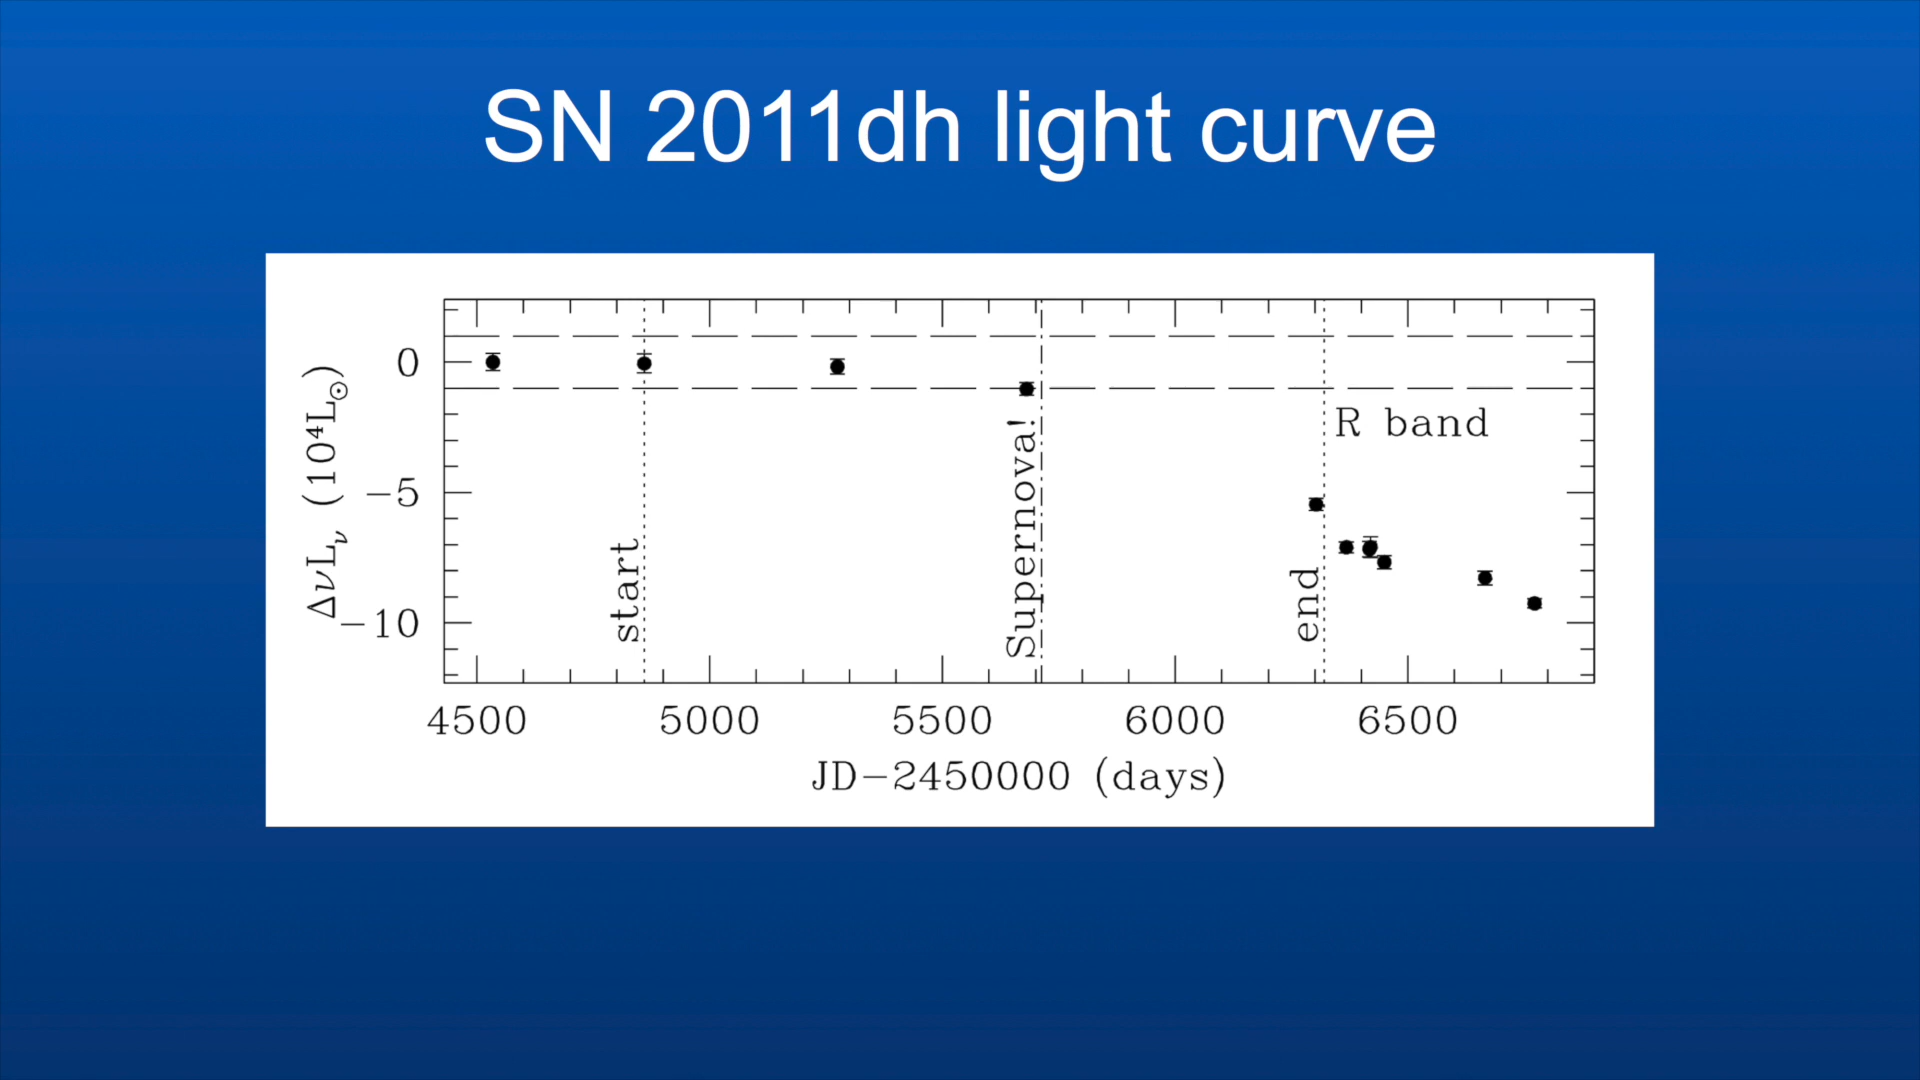 SN 2011dh light curve
0
−5
−10
ΔνLν (10⁴L⊙)
start
Supernova!
end
R band
4500 5000 5500 6000 6500
JD−2450000 (days)